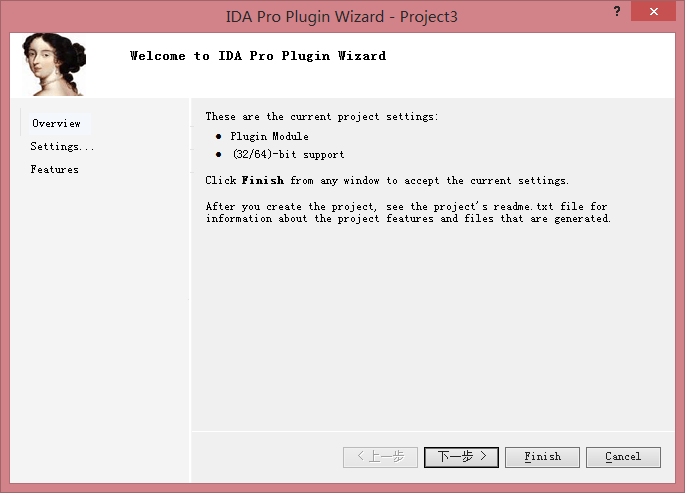 IDA Pro Plugin Wizard - Project3
?
Welcome to IDA Pro Plugin Wizard
Overview
Settings...
Features
These are the current project settings:
● Plugin Module
● (32/64)-bit support
Click Finish from any window to accept the current settings.
After you create the project, see the project's readme.txt file for
information about the project features and files that are generated.
< 上一步
下一步 >
Finish
Cancel